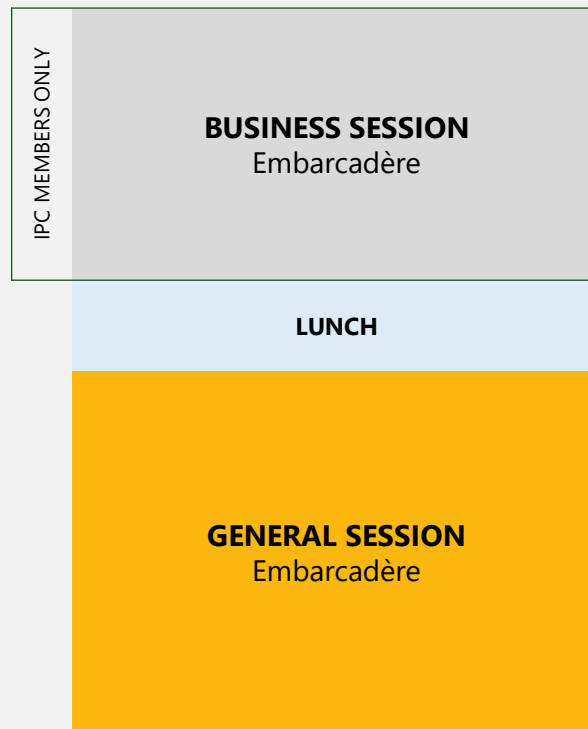 IPC MEMBERS ONLY
BUSINESS SESSION
Embarcadère
LUNCH
GENERAL SESSION
Embarcadère